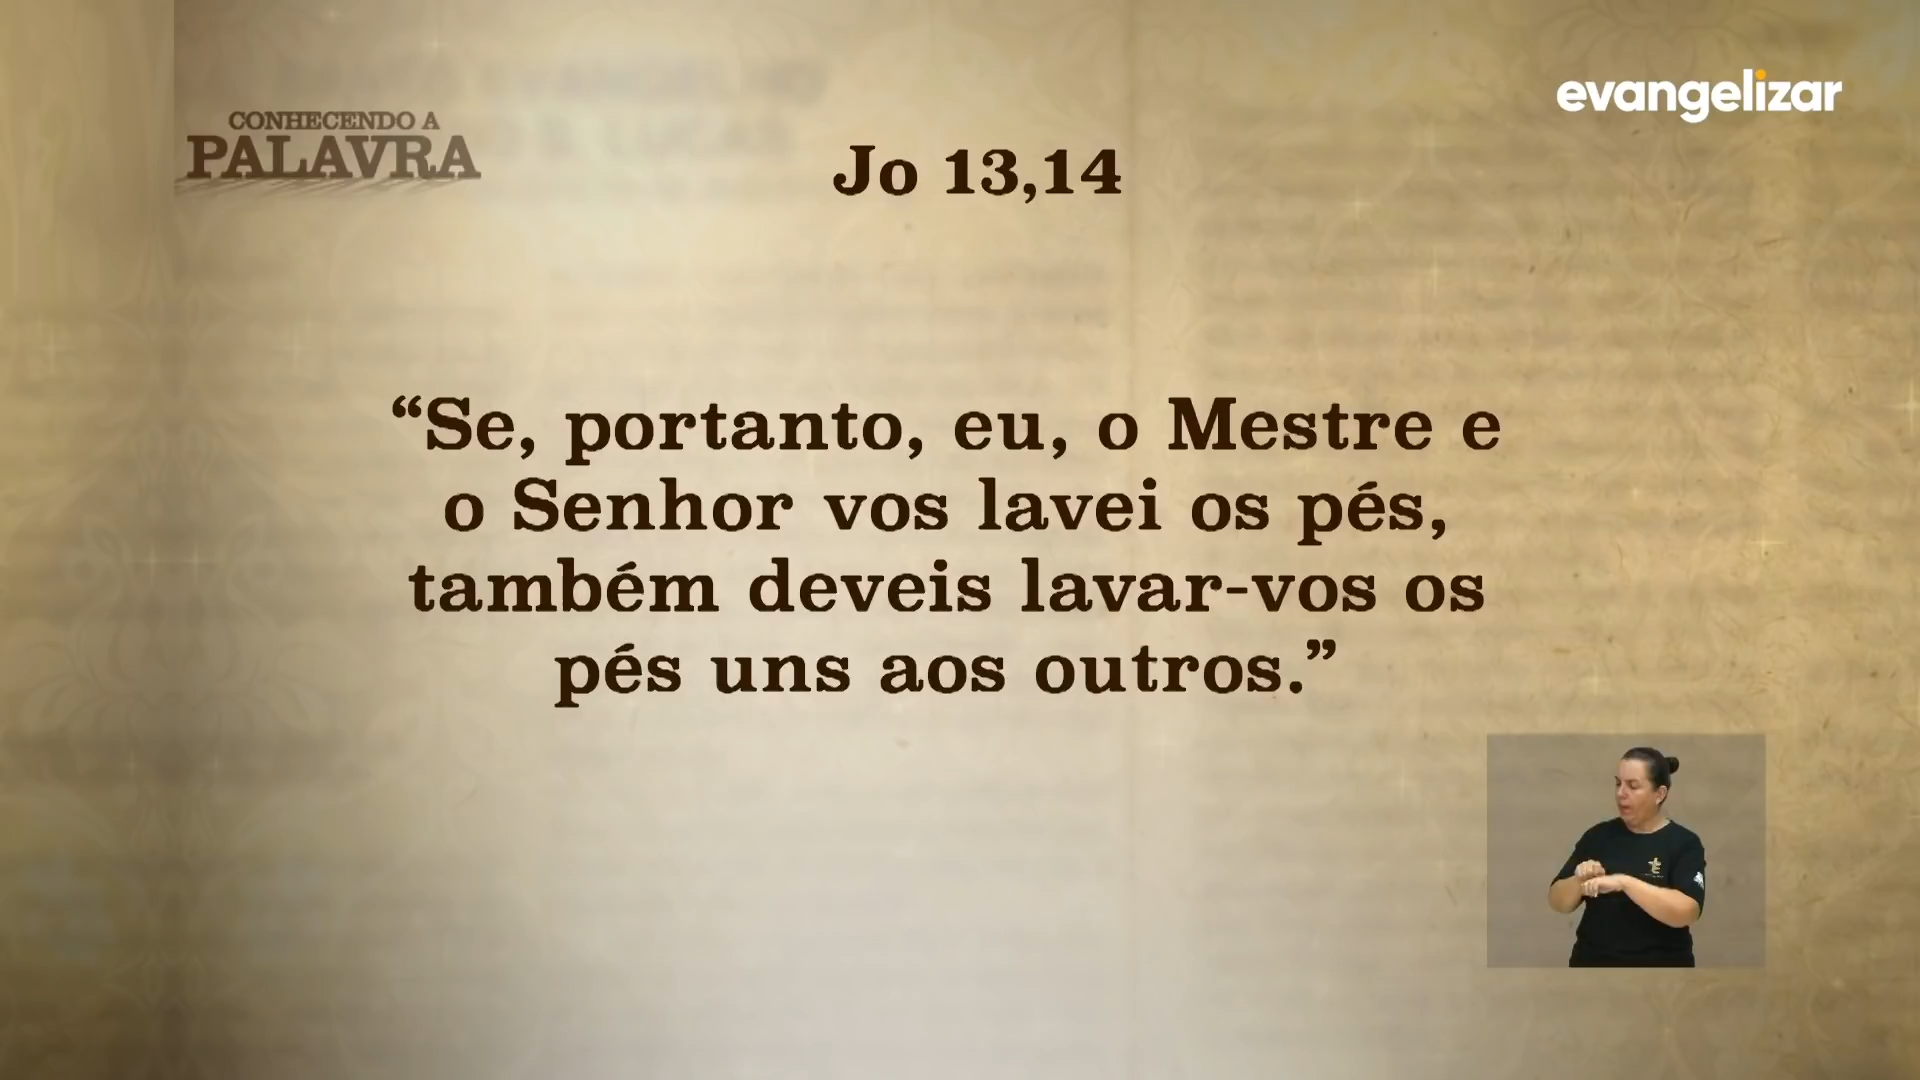 CONHECENDO A
PALAVRA
evangelizar
Jo 13,14
“Se, portanto, eu, o Mestre e
o Senhor vos lavei os pés,
também deveis lavar-vos os
pés uns aos outros.”